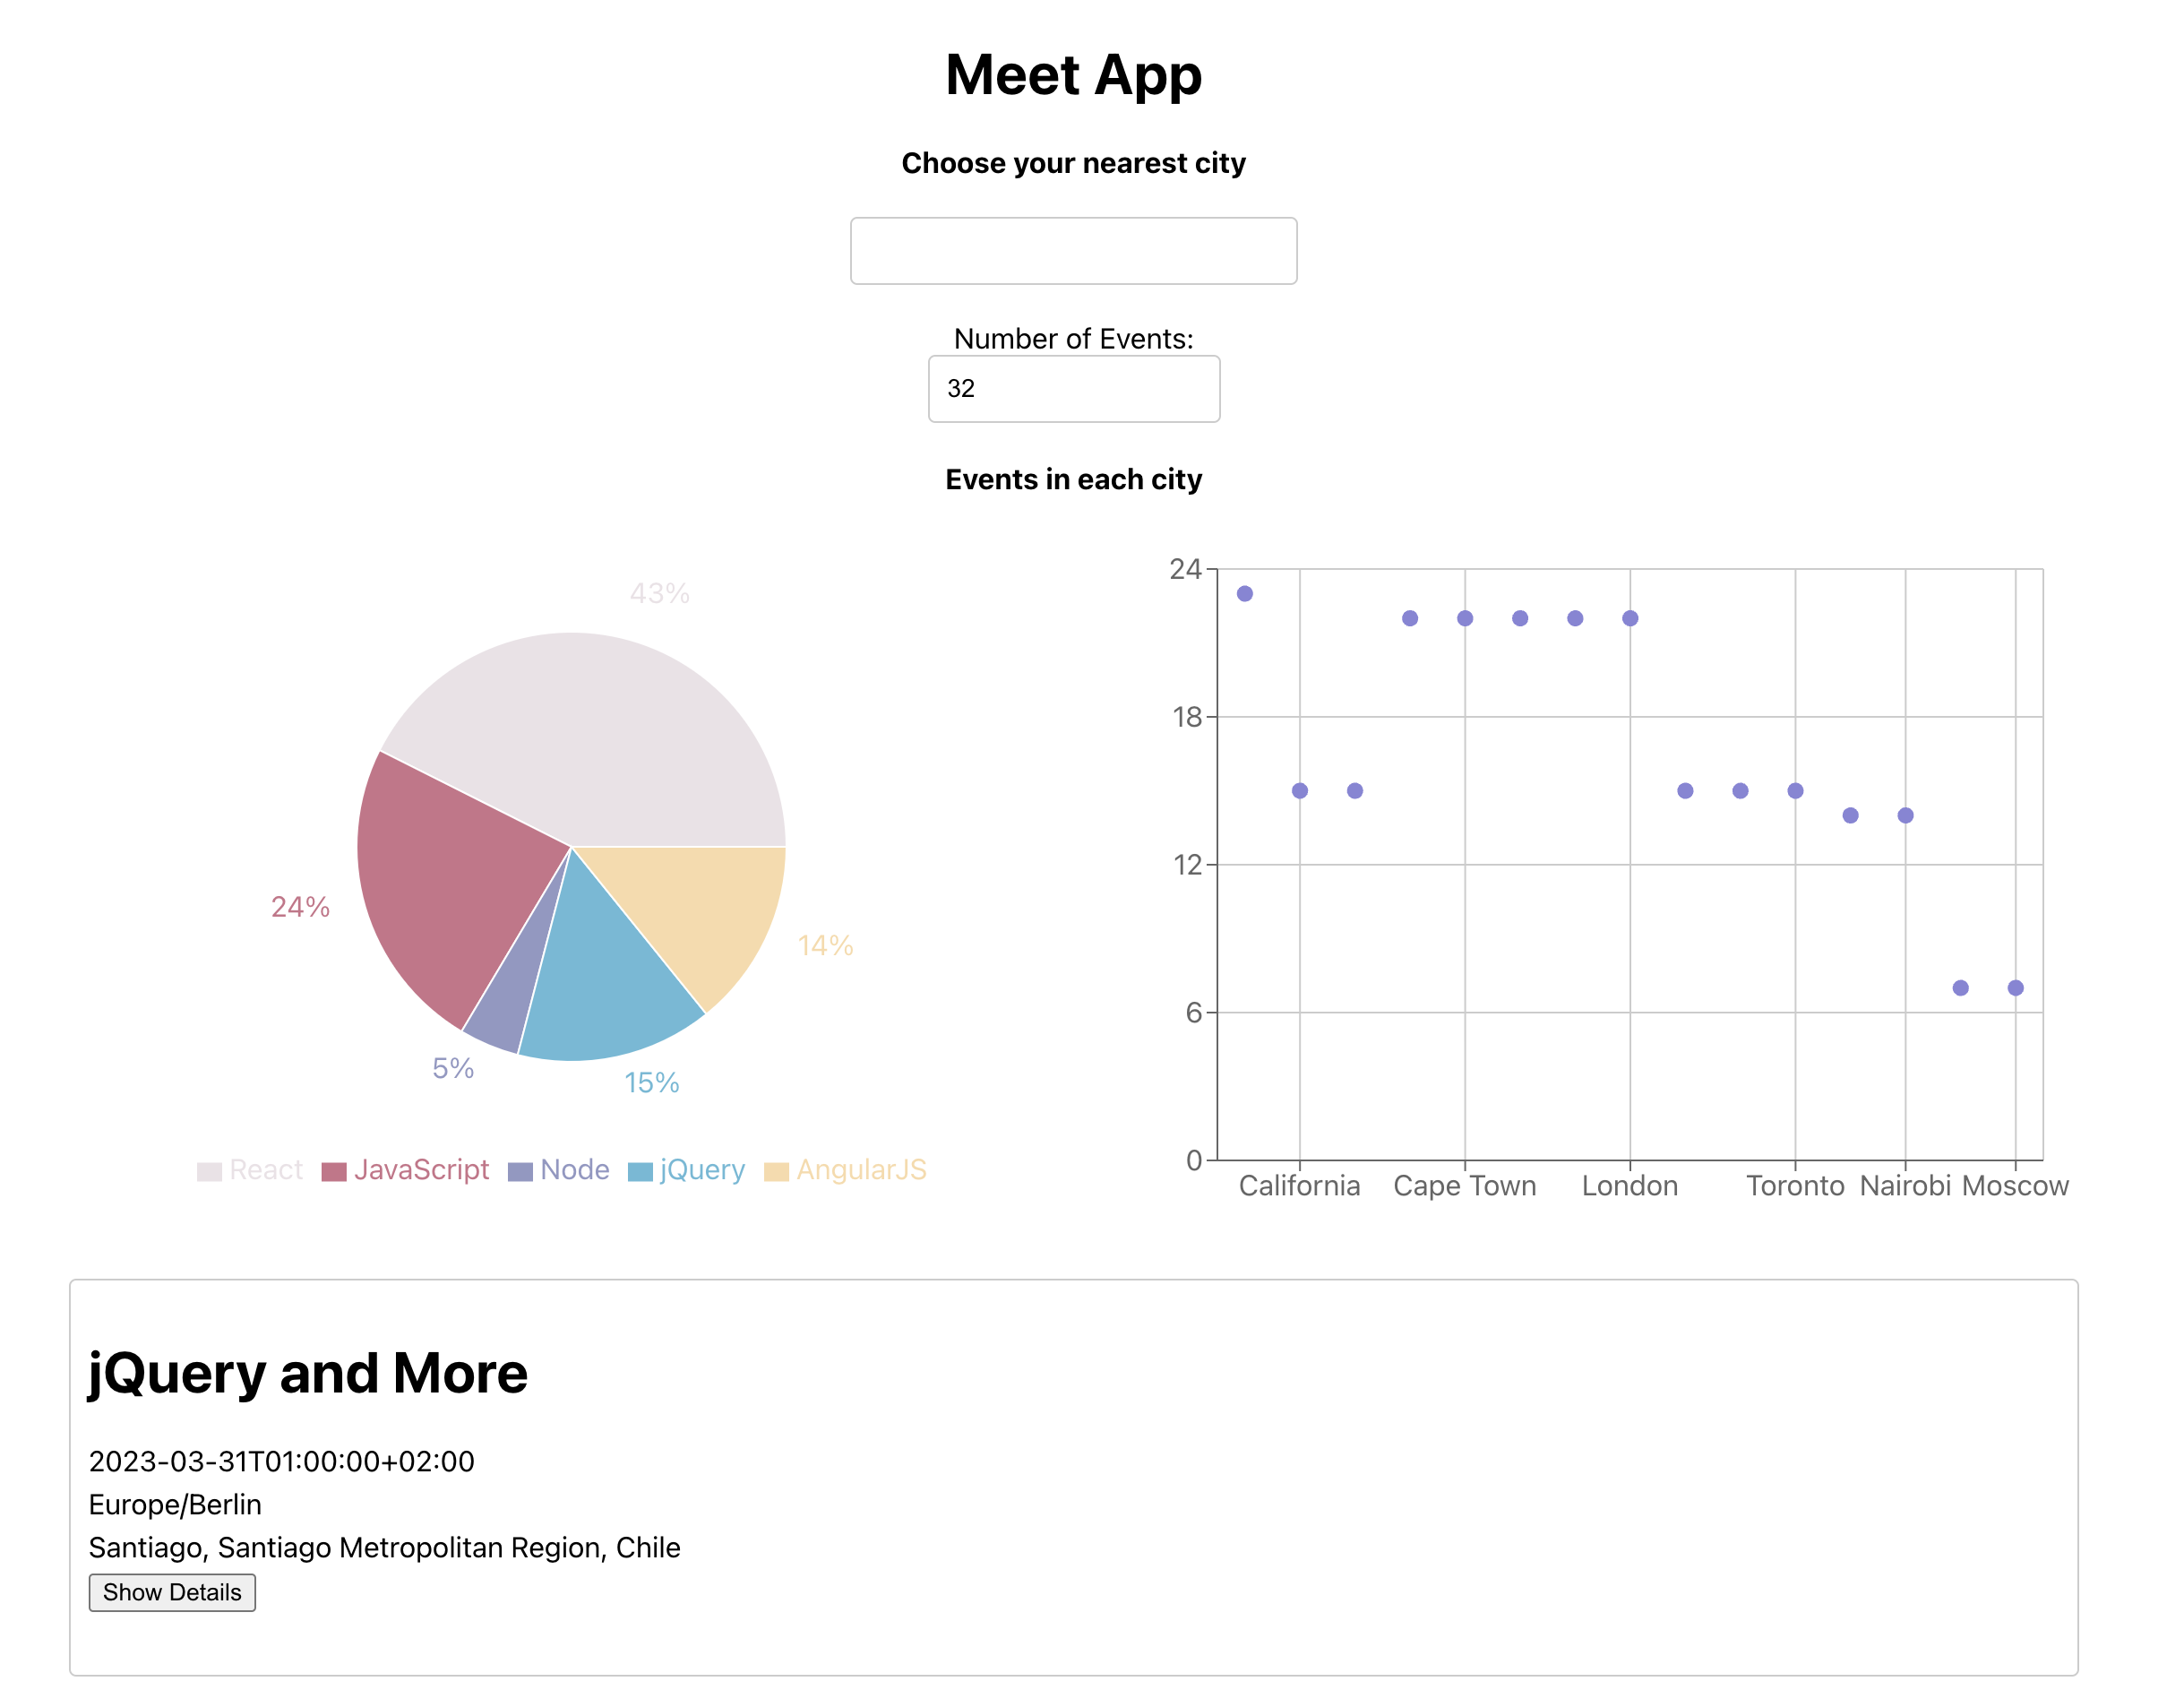 Meet App
Choose your nearest city
Number of Events:
32
Events in each city
43%
24%
14%
5%
15%
React JavaScript Node jQuery AngularJS
24
18
12
6
0
California Cape Town London Toronto Nairobi Moscow
jQuery and More
2023-03-31T01:00:00+02:00
Europe/Berlin
Santiago, Santiago Metropolitan Region, Chile
Show Details